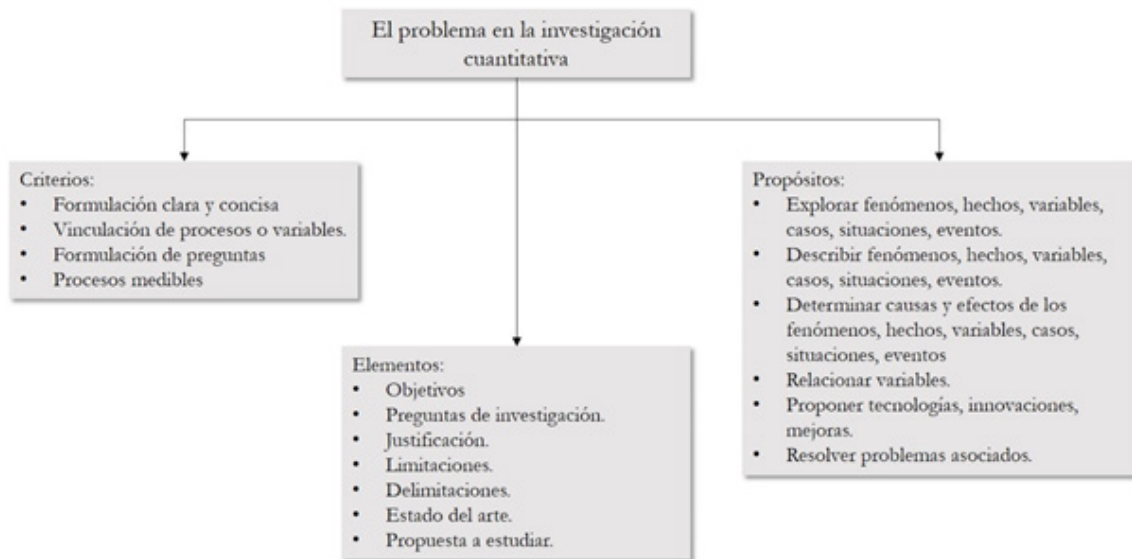 El problema en la investigación
cuantitativa
Criterios:
• Formulación clara y concisa
• Vinculación de procesos o variables.
• Formulación de preguntas
• Procesos medibles
Elementos:
• Objetivos
• Preguntas de investigación.
• Justificación.
• Limitaciones.
• Delimitaciones.
• Estado del arte.
• Propuesta a estudiar.
Propósitos:
• Explorar fenómenos, hechos, variables,
casos, situaciones, eventos.
• Describir fenómenos, hechos, variables,
casos, situaciones, eventos.
• Determinar causas y efectos de los
fenómenos, hechos, variables, casos,
situaciones, eventos
• Relacionar variables.
• Proponer tecnologías, innovaciones,
mejoras.
• Resolver problemas asociados.